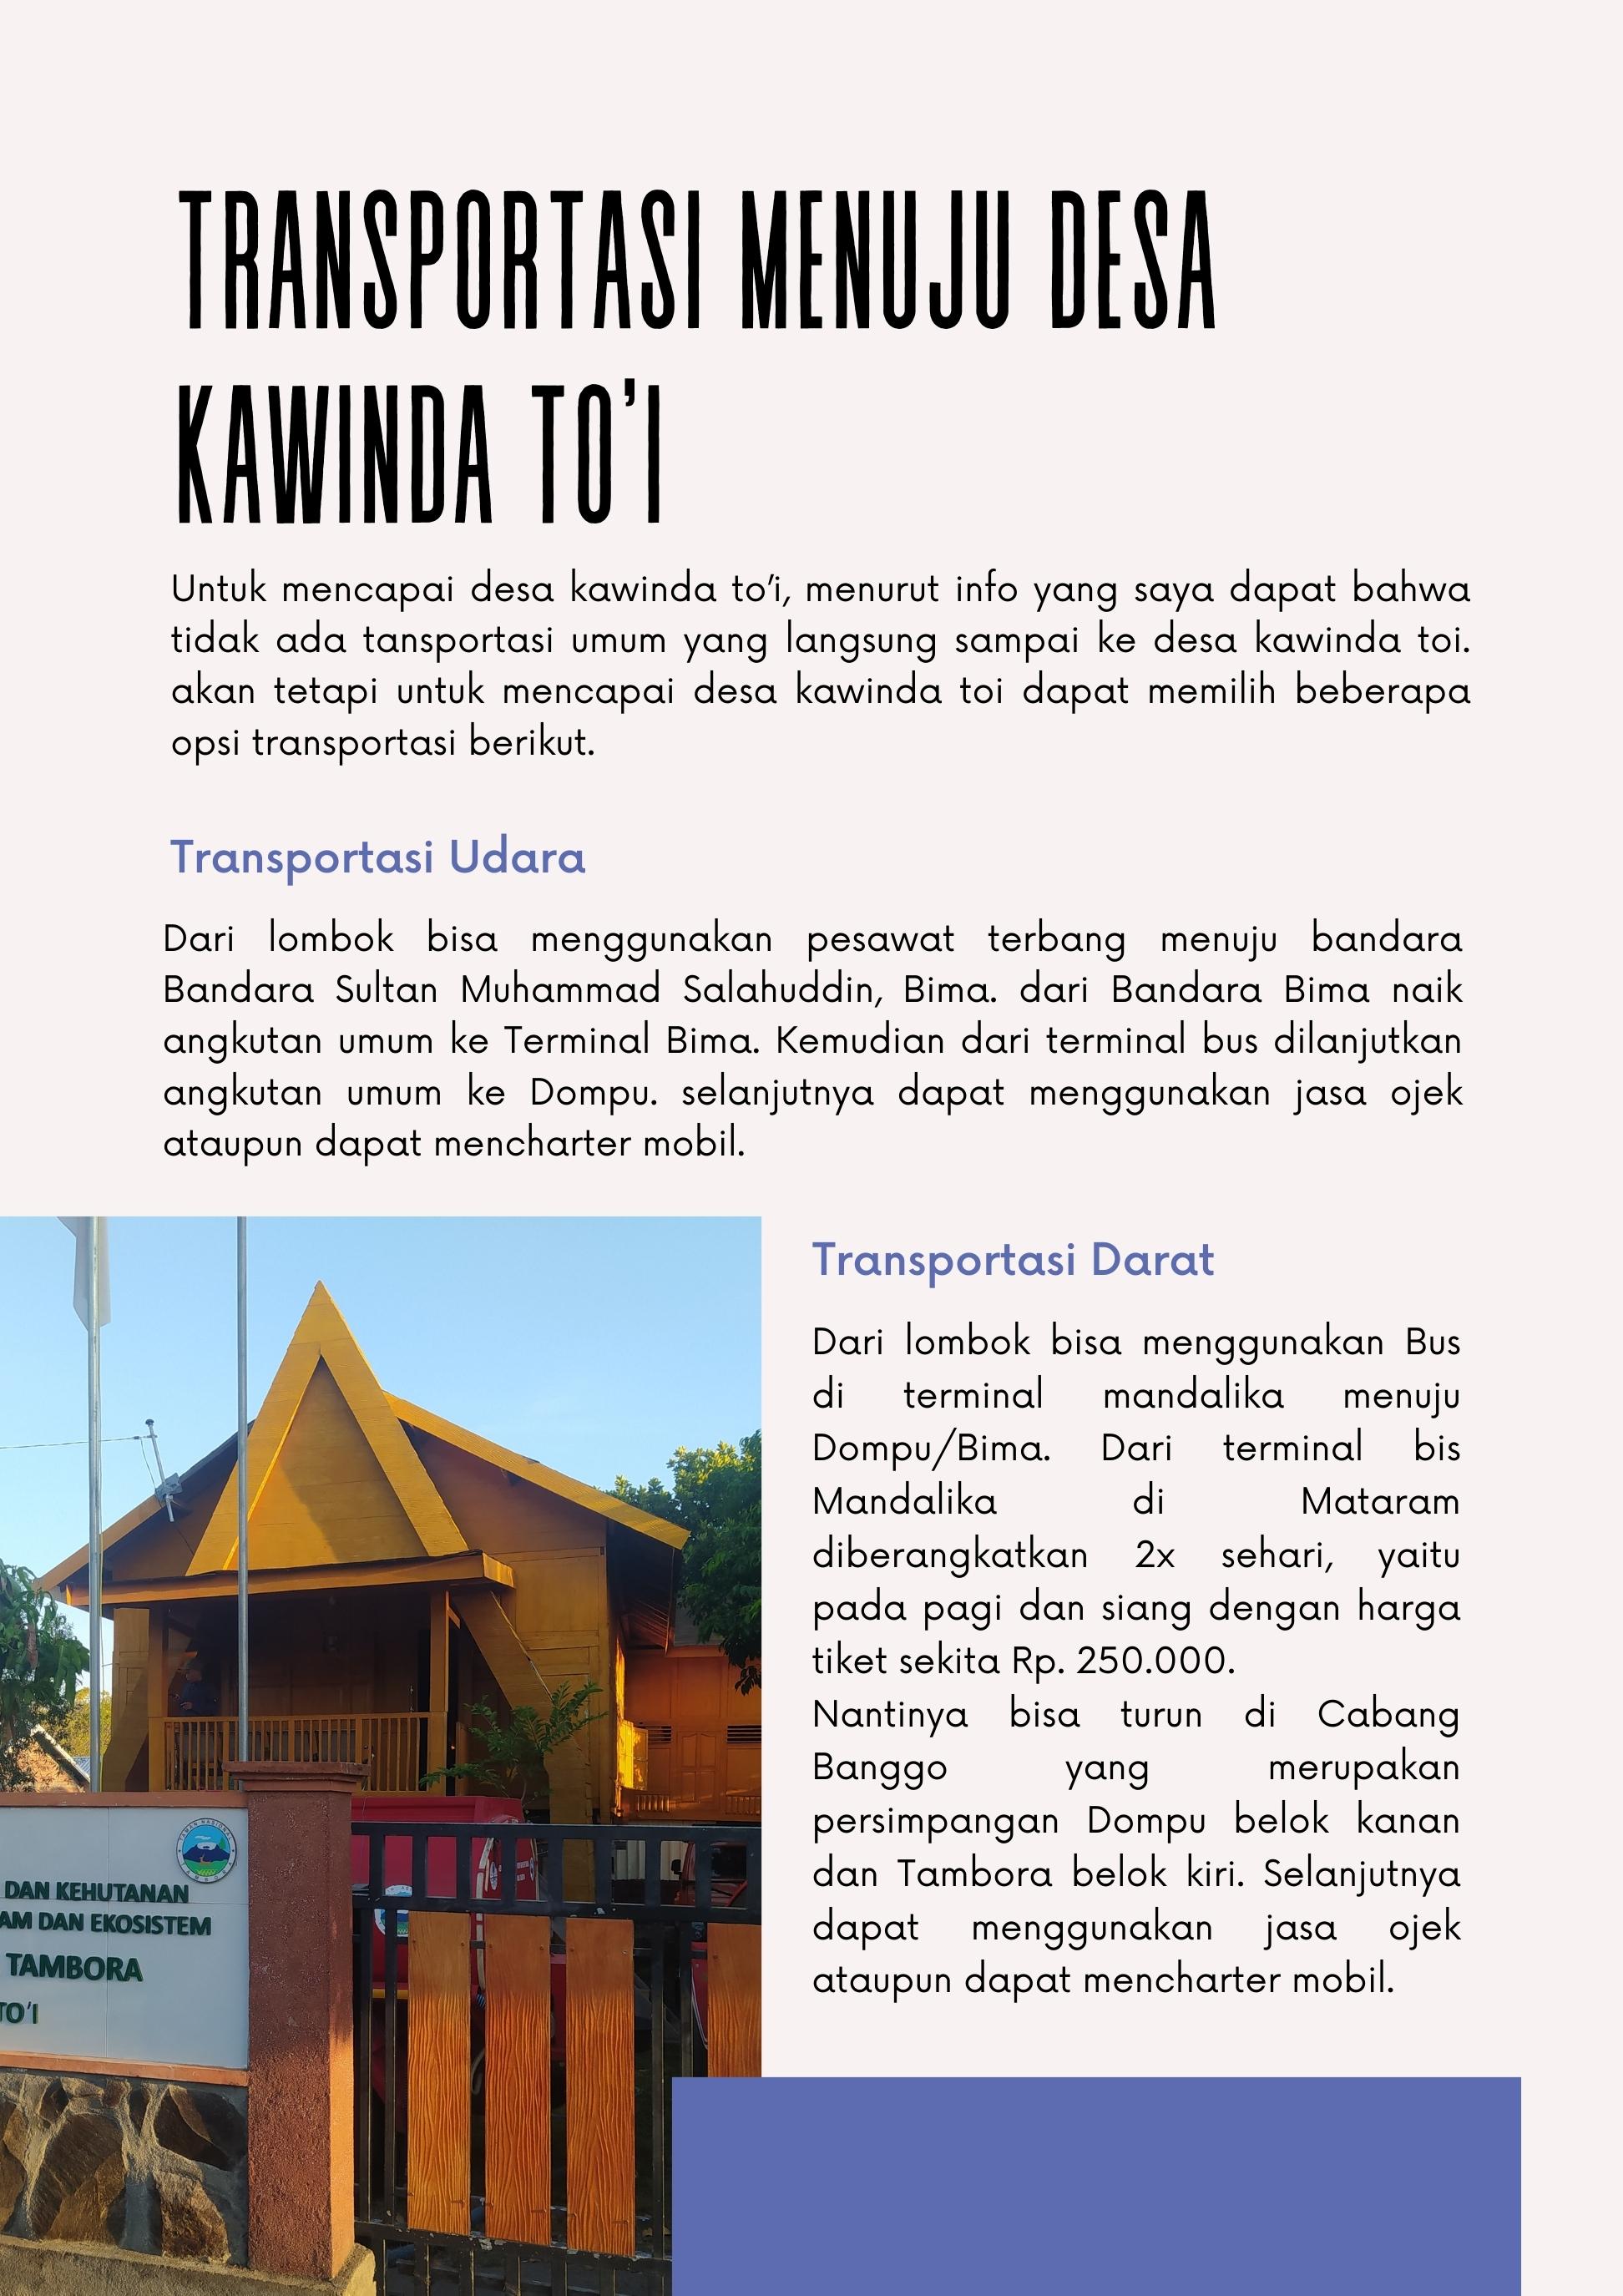 TRANSPORTASI MENUJU DESA
KAWINDA TO’I
Untuk mencapai desa kawinda to’i, menurut info yang saya dapat bahwa
tidak ada tansportasi umum yang langsung sampai ke desa kawinda toi.
akan tetapi untuk mencapai desa kawinda toi dapat memilih beberapa
opsi transportasi berikut.
Transportasi Udara
Dari lombok bisa menggunakan pesawat terbang menuju bandara
Bandara Sultan Muhammad Salahuddin, Bima. dari Bandara Bima naik
angkutan umum ke Terminal Bima. Kemudian dari terminal bus dilanjutkan
angkutan umum ke Dompu. selanjutnya dapat menggunakan jasa ojek
ataupun dapat mencharter mobil.
Transportasi Darat
Dari lombok bisa menggunakan Bus
di terminal mandalika menuju
Dompu/Bima. Dari terminal bis
Mandalika di Mataram
diberangkatkan 2x sehari, yaitu
pada pagi dan siang dengan harga
tiket sekita Rp. 250.000.
Nantinya bisa turun di Cabang
Banggo yang merupakan
persimpangan Dompu belok kanan
dan Tambora belok kiri. Selanjutnya
dapat menggunakan jasa ojek
ataupun dapat mencharter mobil.
DAN KEHUTANAN
AM DAN EKOSISTEM
TAMBORA
TO'I